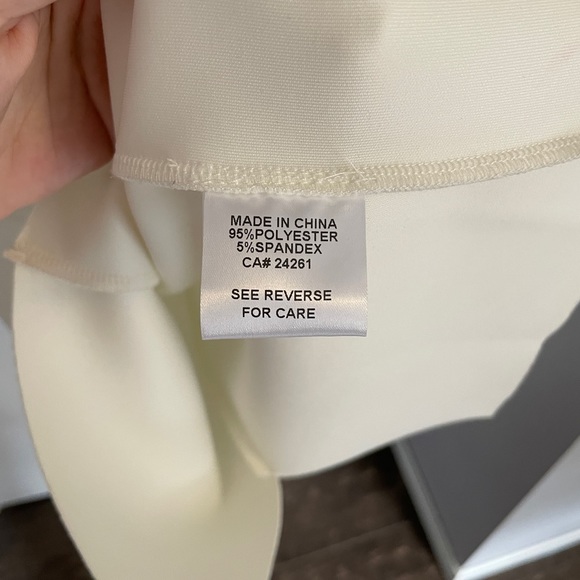 MADE IN CHINA
95%POLYESTER
5%SPANDEX
CA# 24261
SEE REVERSE
FOR CARE